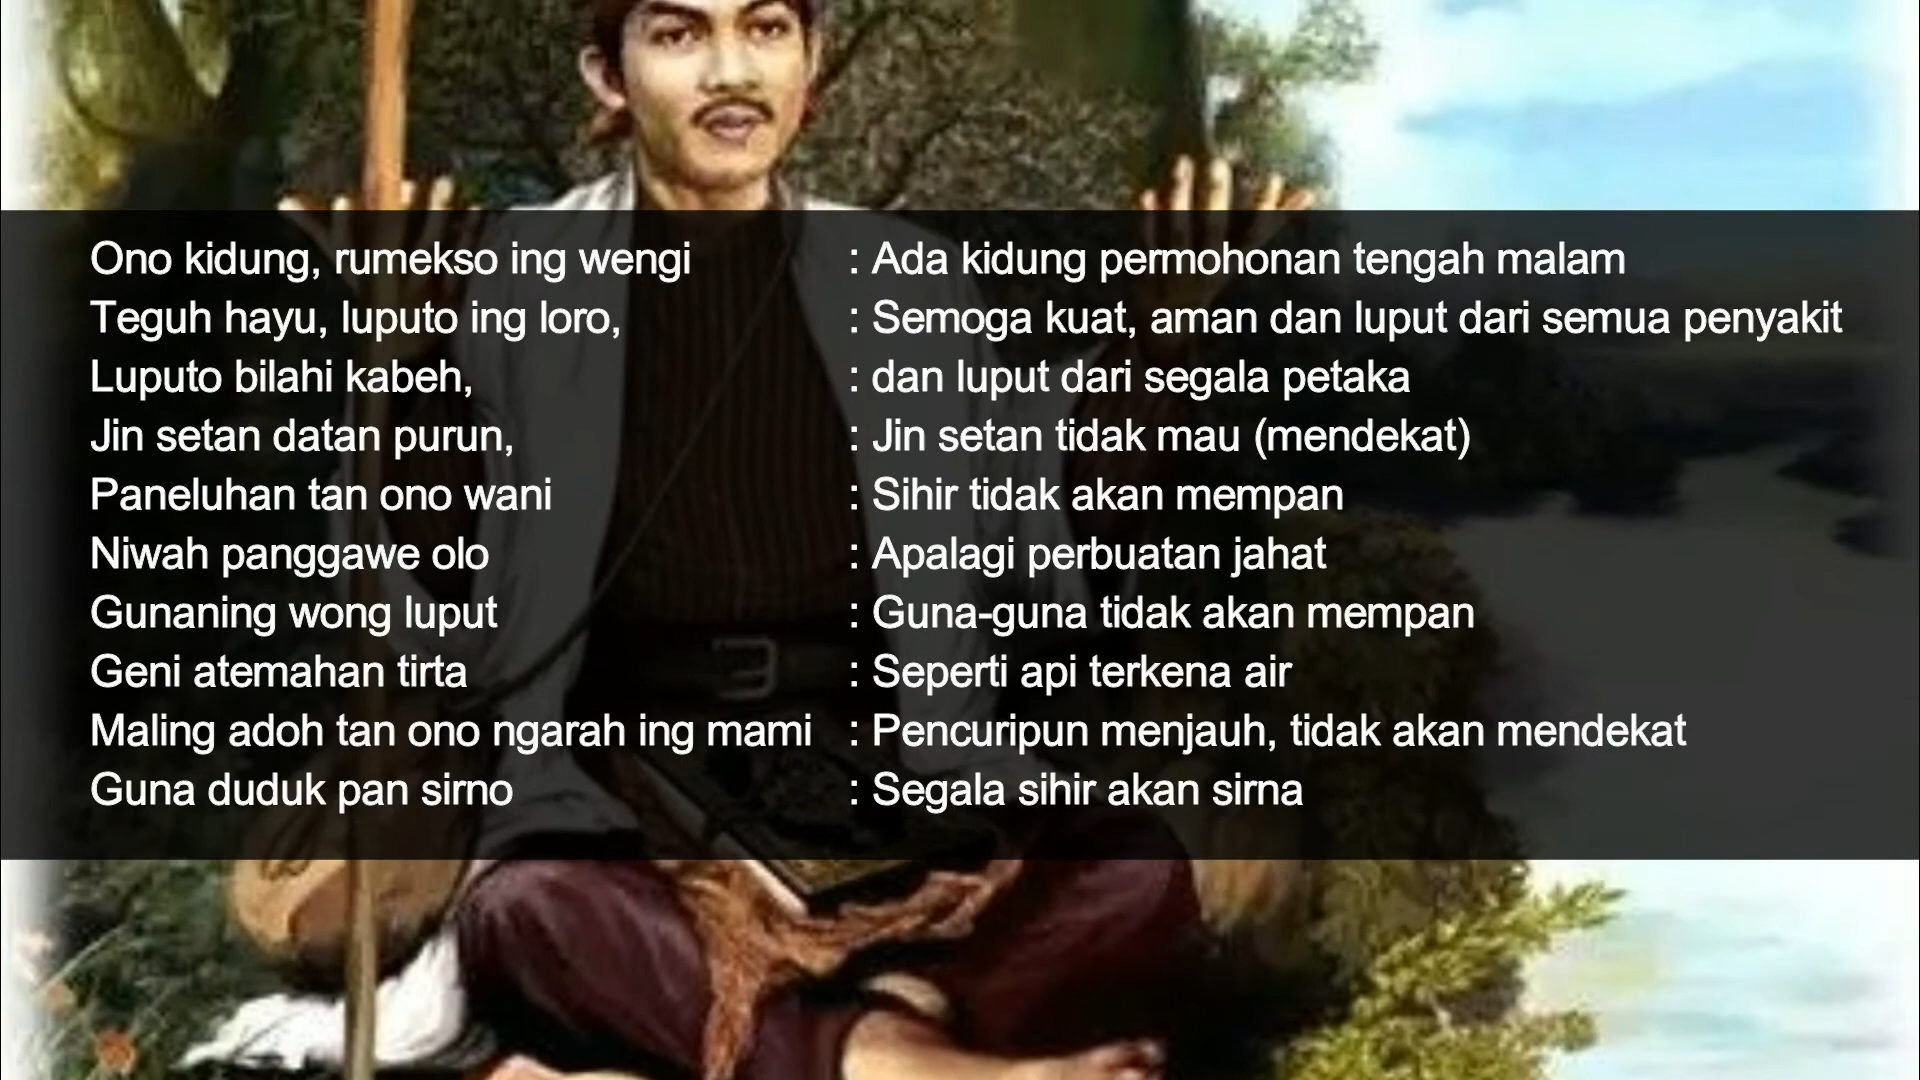 Ono kidung, rumekso ing wengi : Ada kidung permohonan tengah malam
Teguh hayu, luputo ing loro, : Semoga kuat, aman dan luput dari semua penyakit
Luputo bilahi kabeh, : dan luput dari segala petaka
Jin setan datan purun, : Jin setan tidak mau (mendekat)
Paneluhan tan ono wani : Sihir tidak akan mempan
Niwah panggawe olo : Apalagi perbuatan jahat
Gunaning wong luput : Guna-guna tidak akan mempan
Geni atemahan tirta : Seperti api terkena air
Maling adoh tan ono ngarah ing mami : Pencuripun menjauh, tidak akan mendekat
Guna duduk pan sirno : Segala sihir akan sirna